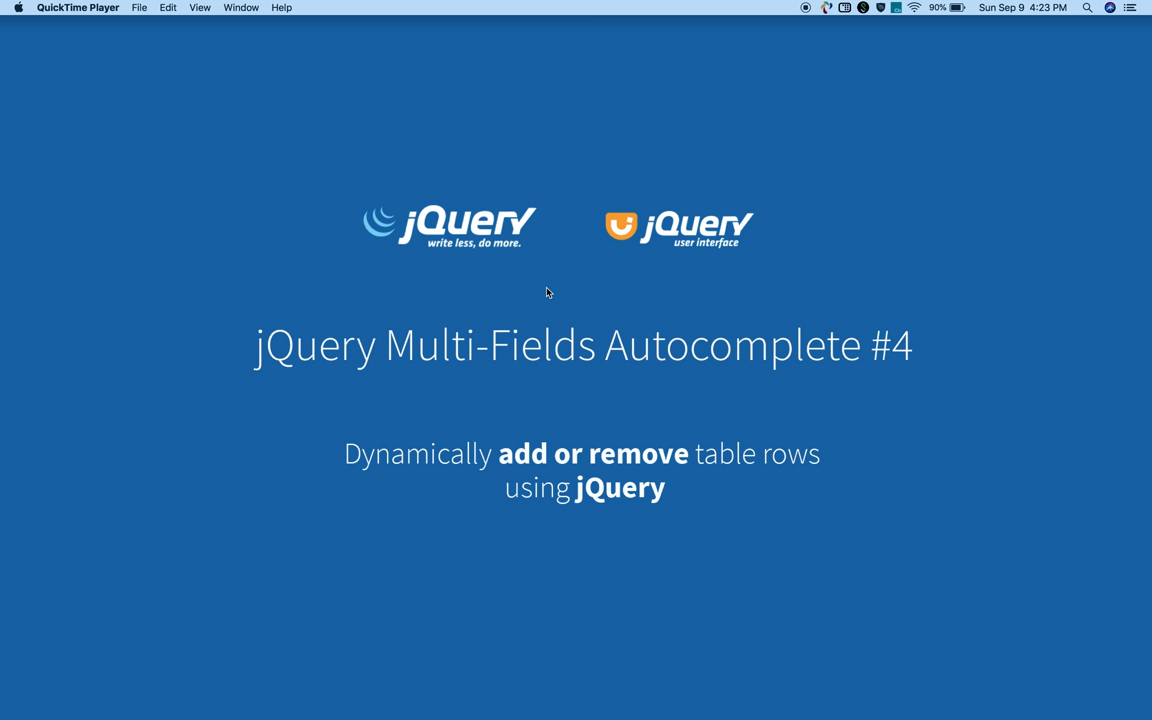 QuickTime Player File Edit View Window Help 90% Sun Sep 9 4:23 PM
jQuery jQuery
write less, do more. user interface
jQuery Multi-Fields Autocomplete #4
Dynamically add or remove table rows
using jQuery